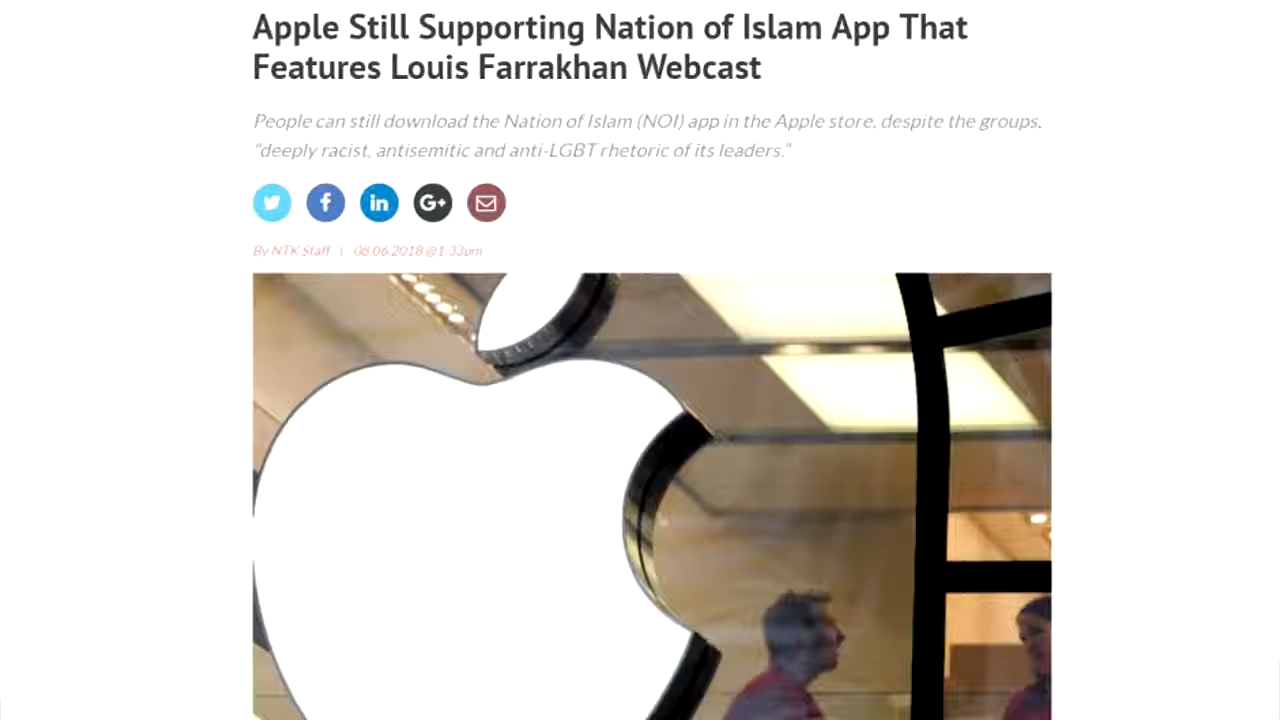 Apple Still Supporting Nation of Islam App That
Features Louis Farrakhan Webcast
People can still download the Nation of Islam (NOI) app in the Apple store, despite the groups,
"deeply racist, antisemitic and anti-LGBT rhetoric of its leaders."
f in G+
By NTK Staff | 08.06.2018 @1:33pm